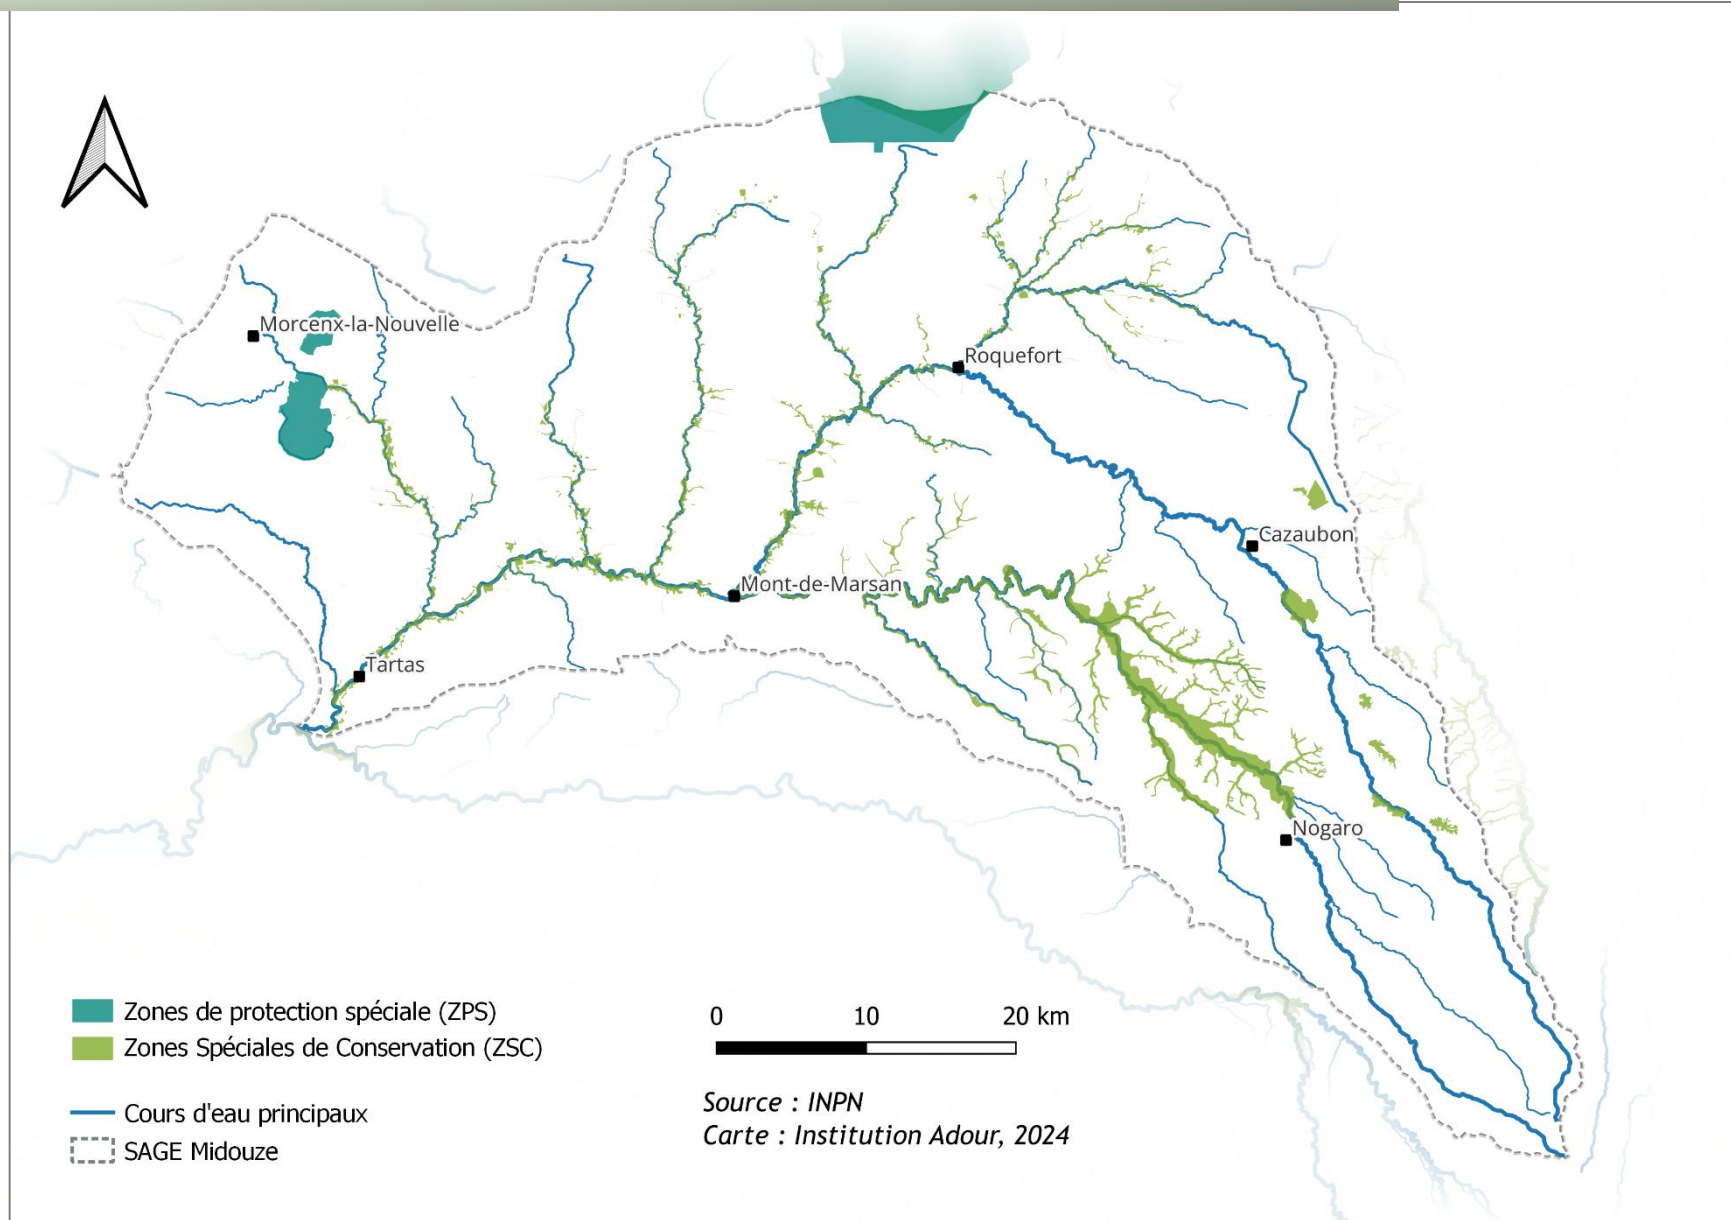 Morcenx-la-Nouvelle
Roquefort
Cazaubon
Mont-de-Marsan
Tartas
Nogaro
Zones de protection spéciale (ZPS)
Zones Spéciales de Conservation (ZSC)
Cours d'eau principaux
SAGE Midouze
0 10 20 km
Source : INPN
Carte : Institution Adour, 2024